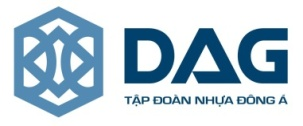 DAG
TẬP ĐOÀN NHỰA ĐÔNG Á